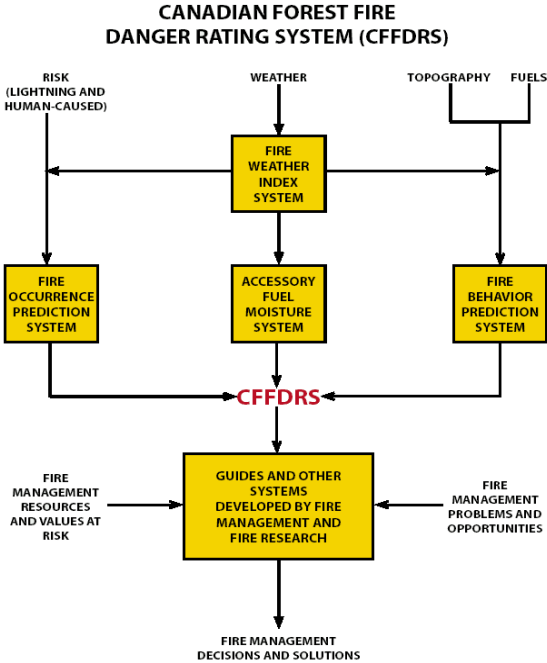 CANADIAN FOREST FIRE
DANGER RATING SYSTEM (CFFDRS)
RISK
(LIGHTNING AND
HUMAN-CAUSED)
WEATHER
TOPOGRAPHY
FUELS
FIRE
WEATHER
INDEX
SYSTEM
FIRE
OCCURRENCE
PREDICTION
SYSTEM
ACCESSORY
FUEL
MOISTURE
SYSTEM
FIRE
BEHAVIOR
PREDICTION
SYSTEM
CFFDRS
FIRE
MANAGEMENT
RESOURCES
AND VALUES AT
RISK
GUIDES AND OTHER
SYSTEMS
DEVELOPED BY FIRE
MANAGEMENT AND
FIRE RESEARCH
FIRE
MANAGEMENT
PROBLEMS AND
OPPORTUNITIES
FIRE MANAGEMENT
DECISIONS AND SOLUTIONS